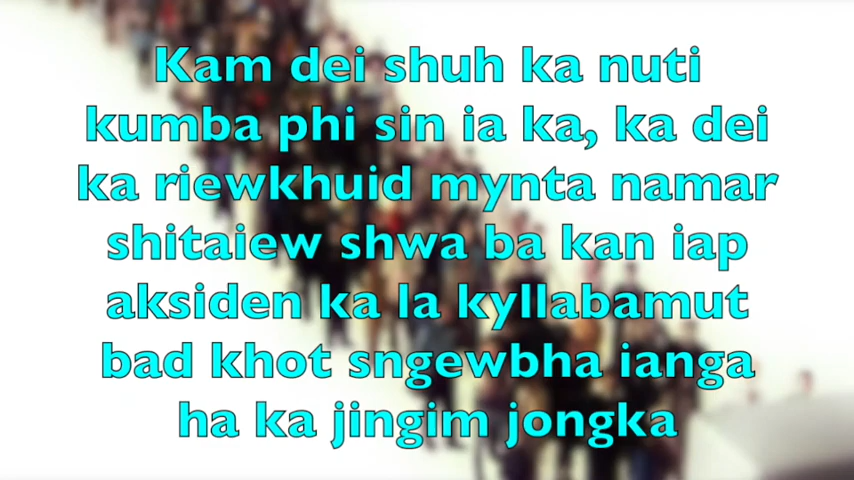 Kam dei shuh ka nuti
kumba phi sin ia ka, ka dei
ka riewkhuid mynta namar
shitaiew shwa ba kan iap
aksiden ka la kyllabamut
bad khot sngewbha ianga
ha ka jingim jongka